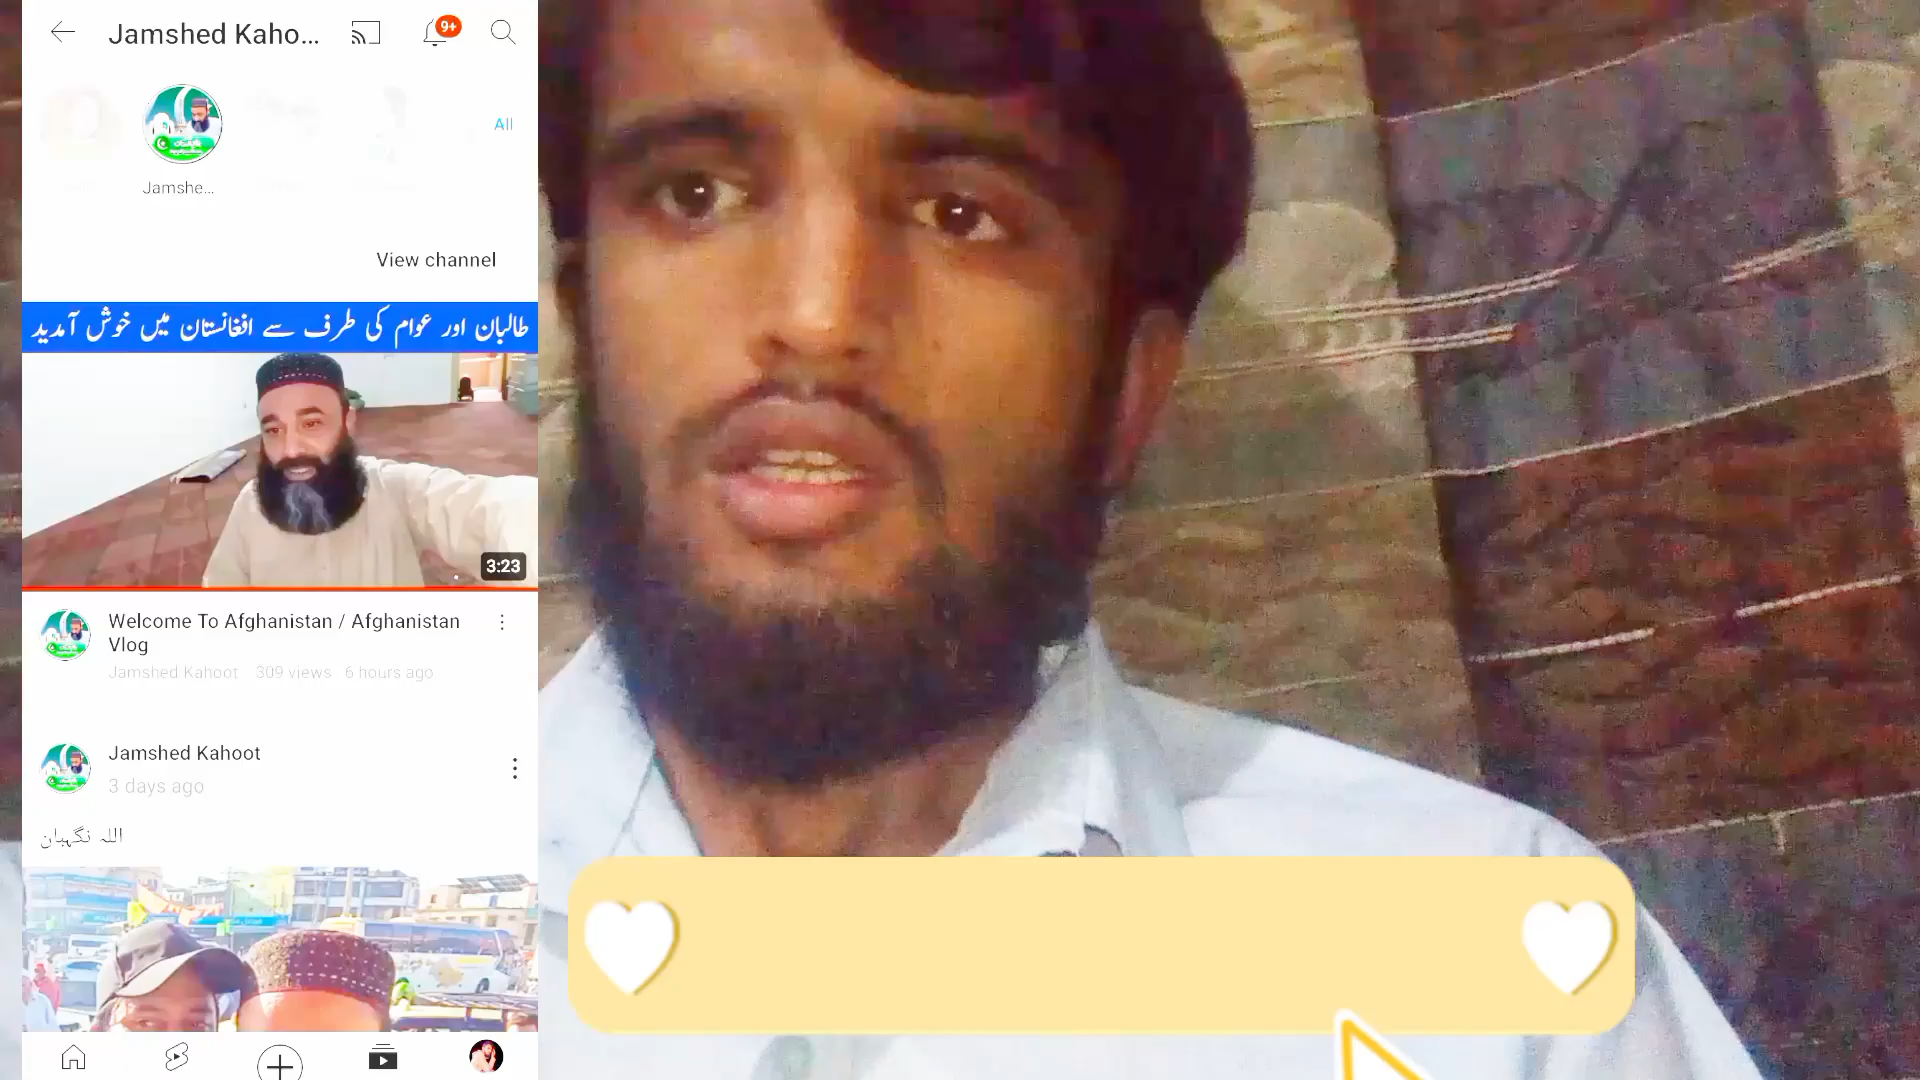 Jamshed Kaho...
9+
All
Jamshe...
View channel
طالبان اور عوام کی طرف سے افغانستان میں خوش آمدید
3:23
Welcome To Afghanistan / Afghanistan
Vlog
Jamshed Kahoot 309 views 6 hours ago
Jamshed Kahoot
3 days ago
اللہ نگہبان